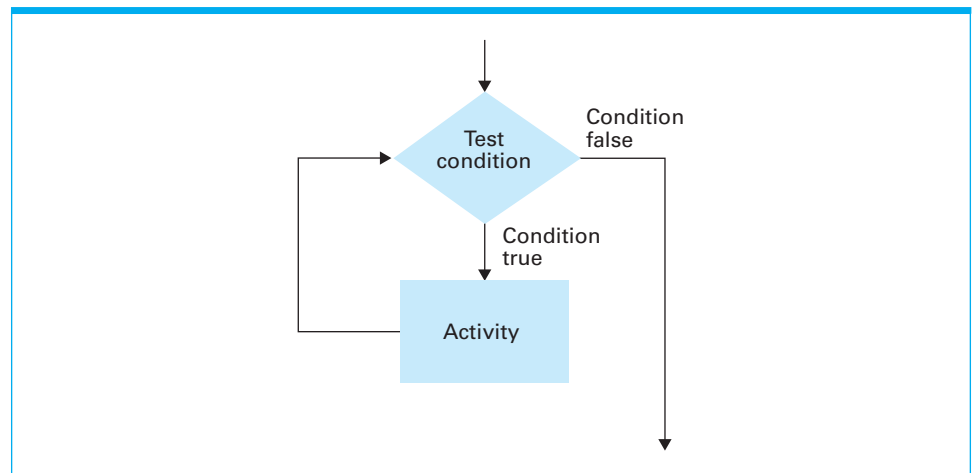 Condition
false
Test
condition
Condition
true
Activity